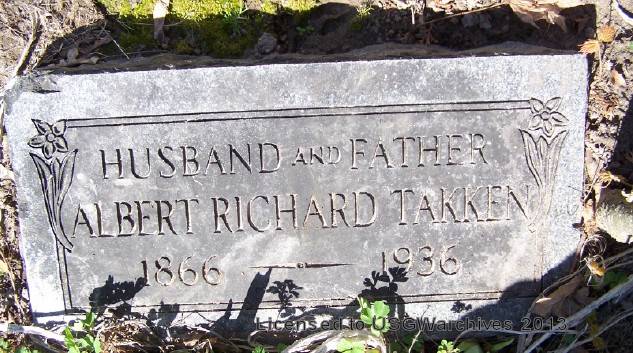 HUSBAND AND FATHER
ALBERT RICHARD TAKKEN
1866 — 1936
Licensed to USGWarchives 2013.